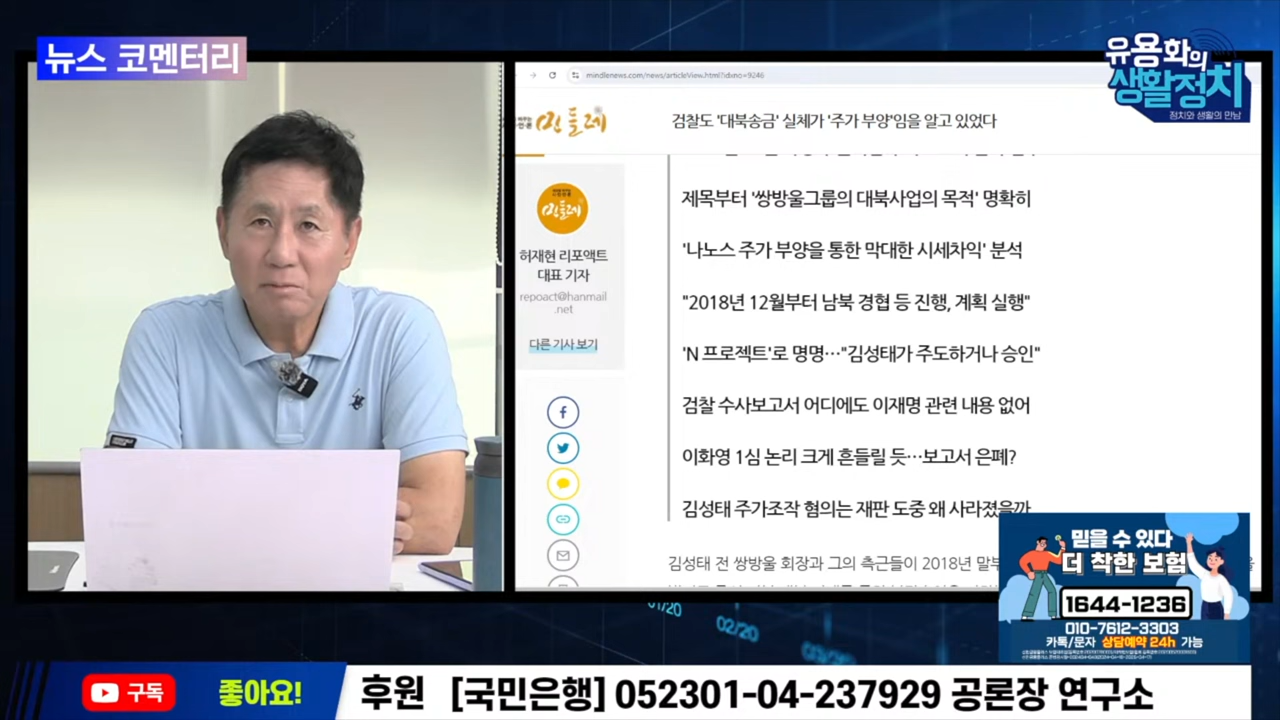 뉴스 코멘터리
유용화의
생활정치
정치와 생활의 만남
mindlenews.com/news/articleView.html?idxno=9246
민들레
검찰도 '대북송금' 실체가 '주가 부양'임을 알고 있었다
민들레
허재현 리포액트
대표 기자
repoact@hanmail
.net
다른 기사 보기
제목부터 '쌍방울그룹의 대북사업의 목적' 명확히
'나노스 주가 부양을 통한 막대한 시세차익' 분석
"2018년 12월부터 남북 경협 등 진행, 계획 실행"
'N 프로젝트'로 명명…"김성태가 주도하거나 승인"
검찰 수사보고서 어디에도 이재명 관련 내용 없어
이화영 1심 논리 크게 흔들릴 듯…보고서 은폐?
김성태 주가조작 혐의는 재판 도중 왜 사라졌을까
김성태 전 쌍방울 회장과 그의 측근들이 2018년 말부
믿을 수 있다
더 착한 보험
1644-1236
010-7612-3303
카톡/문자 상담예약 24h 가능
01/20
02/20
구독
좋아요!
후원 [국민은행] 052301-04-237929 공론장 연구소